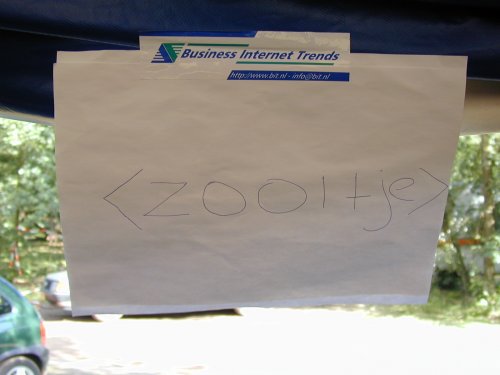 Business Internet Trends
http://www.bit.nl - info@bit.nl
<zooltje>